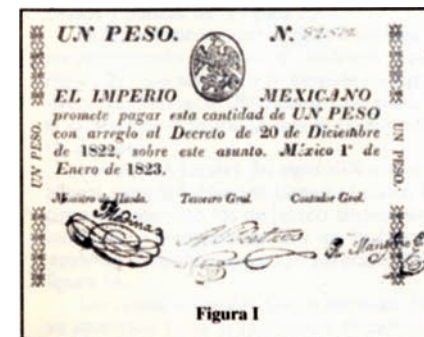 UN PESO. N.
EL IMPERIO MEXICANO
promete pagar esta cantidad de UN PESO
con arreglo al Decreto de 20 de Diciembre
de 1822, sobre este asunto. México 1º de
Enero de 1823.
Ministro de Hacda. Tesorero Gral. Contador Gral.
Medina
UN PESO.
UN PESO.
Figura I